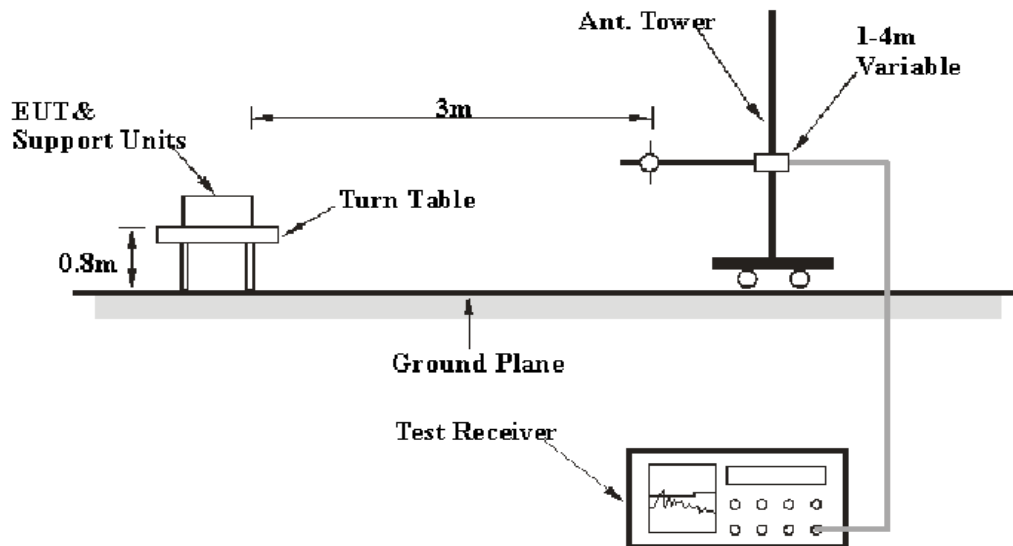 Ant. Tower
1-4m
Variable
3m
EUT&
Support Units
Turn Table
0.8m
Ground Plane
Test Receiver